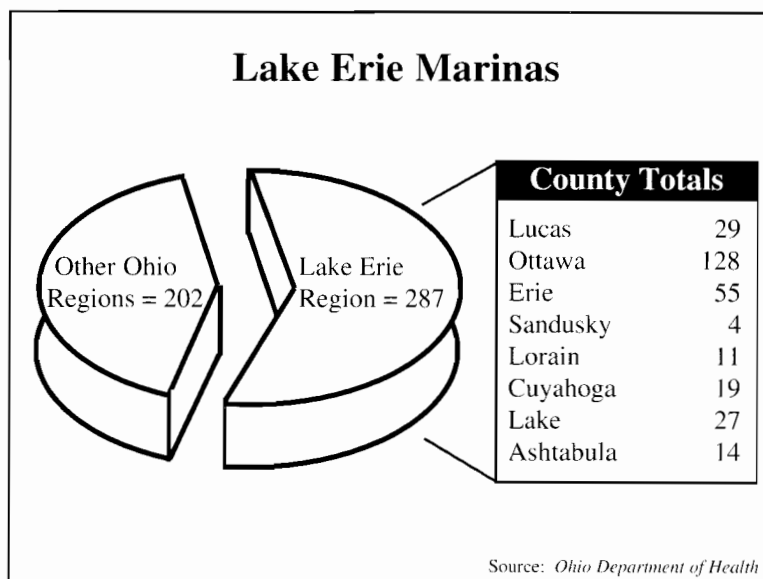 Lake Erie Marinas
Other Ohio
Regions = 202
Lake Erie
Region = 287
County Totals
Lucas 29
Ottawa 128
Erie 55
Sandusky 4
Lorain 11
Cuyahoga 19
Lake 27
Ashtabula 14
Source: Ohio Department of Health